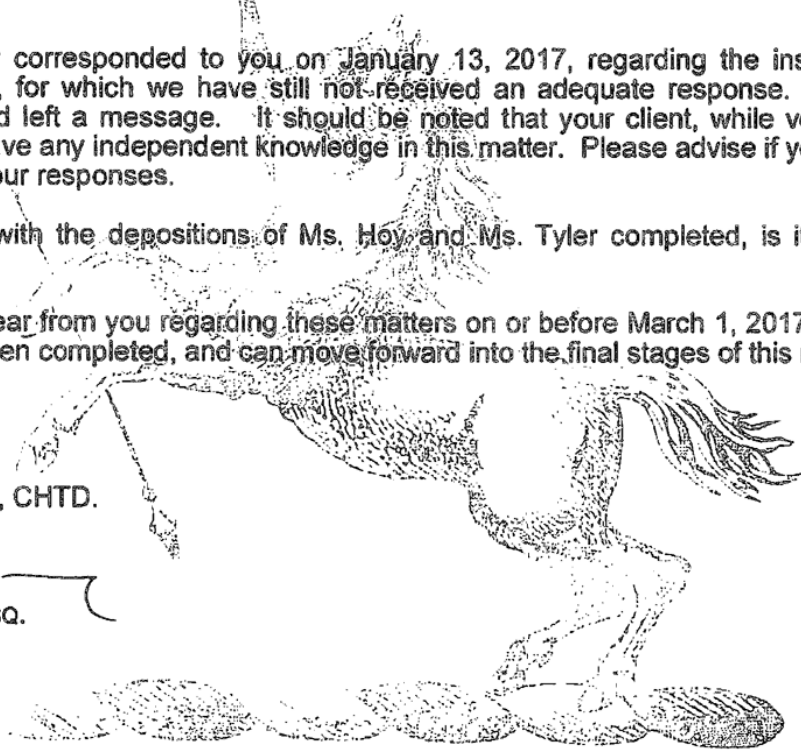 corresponded to you on January 13, 2017, regarding the ins
, for which we have still not received an adequate response.
d left a message. It should be noted that your client, while v
ve any independent knowledge in this matter. Please advise if y
our responses.
with the depositions of Ms. Hoy and Ms. Tyler completed, is i
ear from you regarding these matters on or before March 1, 2017
en completed, and can move forward into the final stages of this
, CHTD.
SQ.